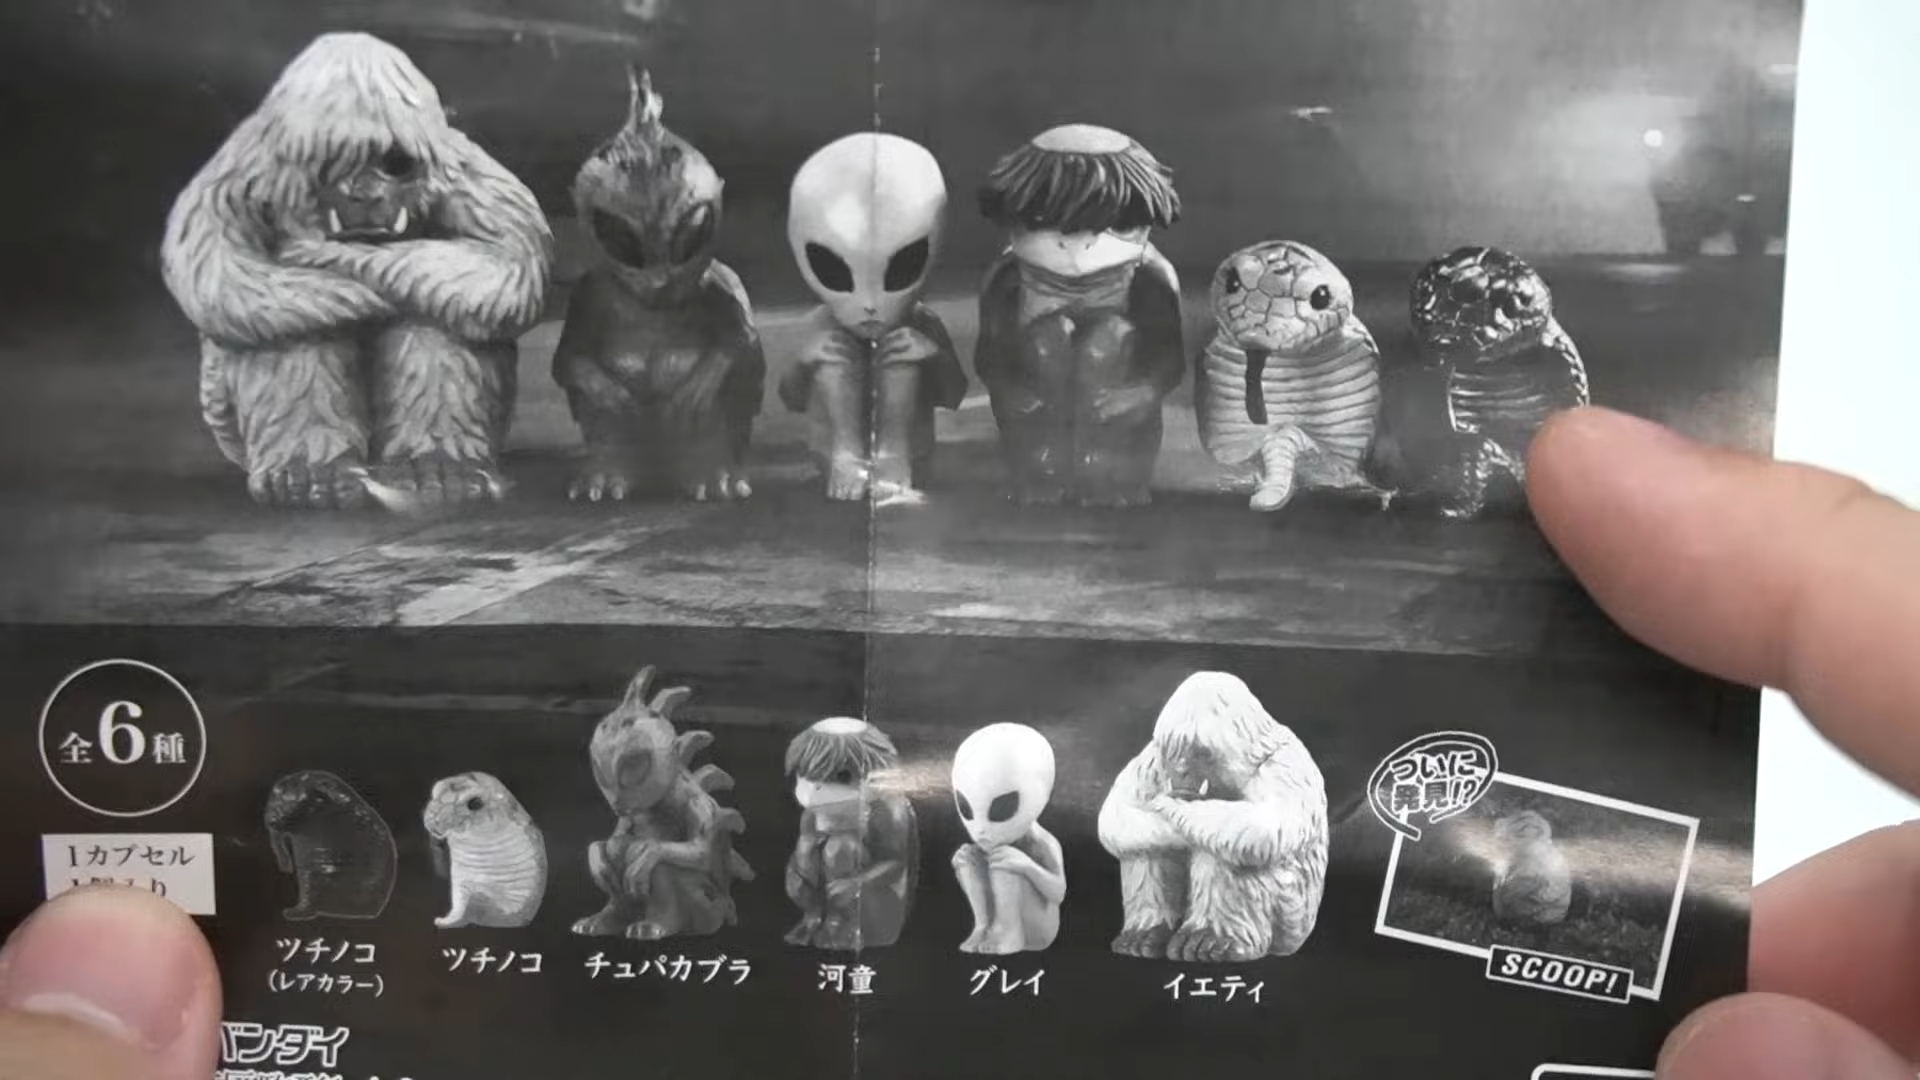 全6種
1カプセル
ツチノコ
(レアカラー)
ツチノコ
チュパカブラ
河童
グレイ
イエティ
ついに
発見!?
SCOOP!
バンダイ